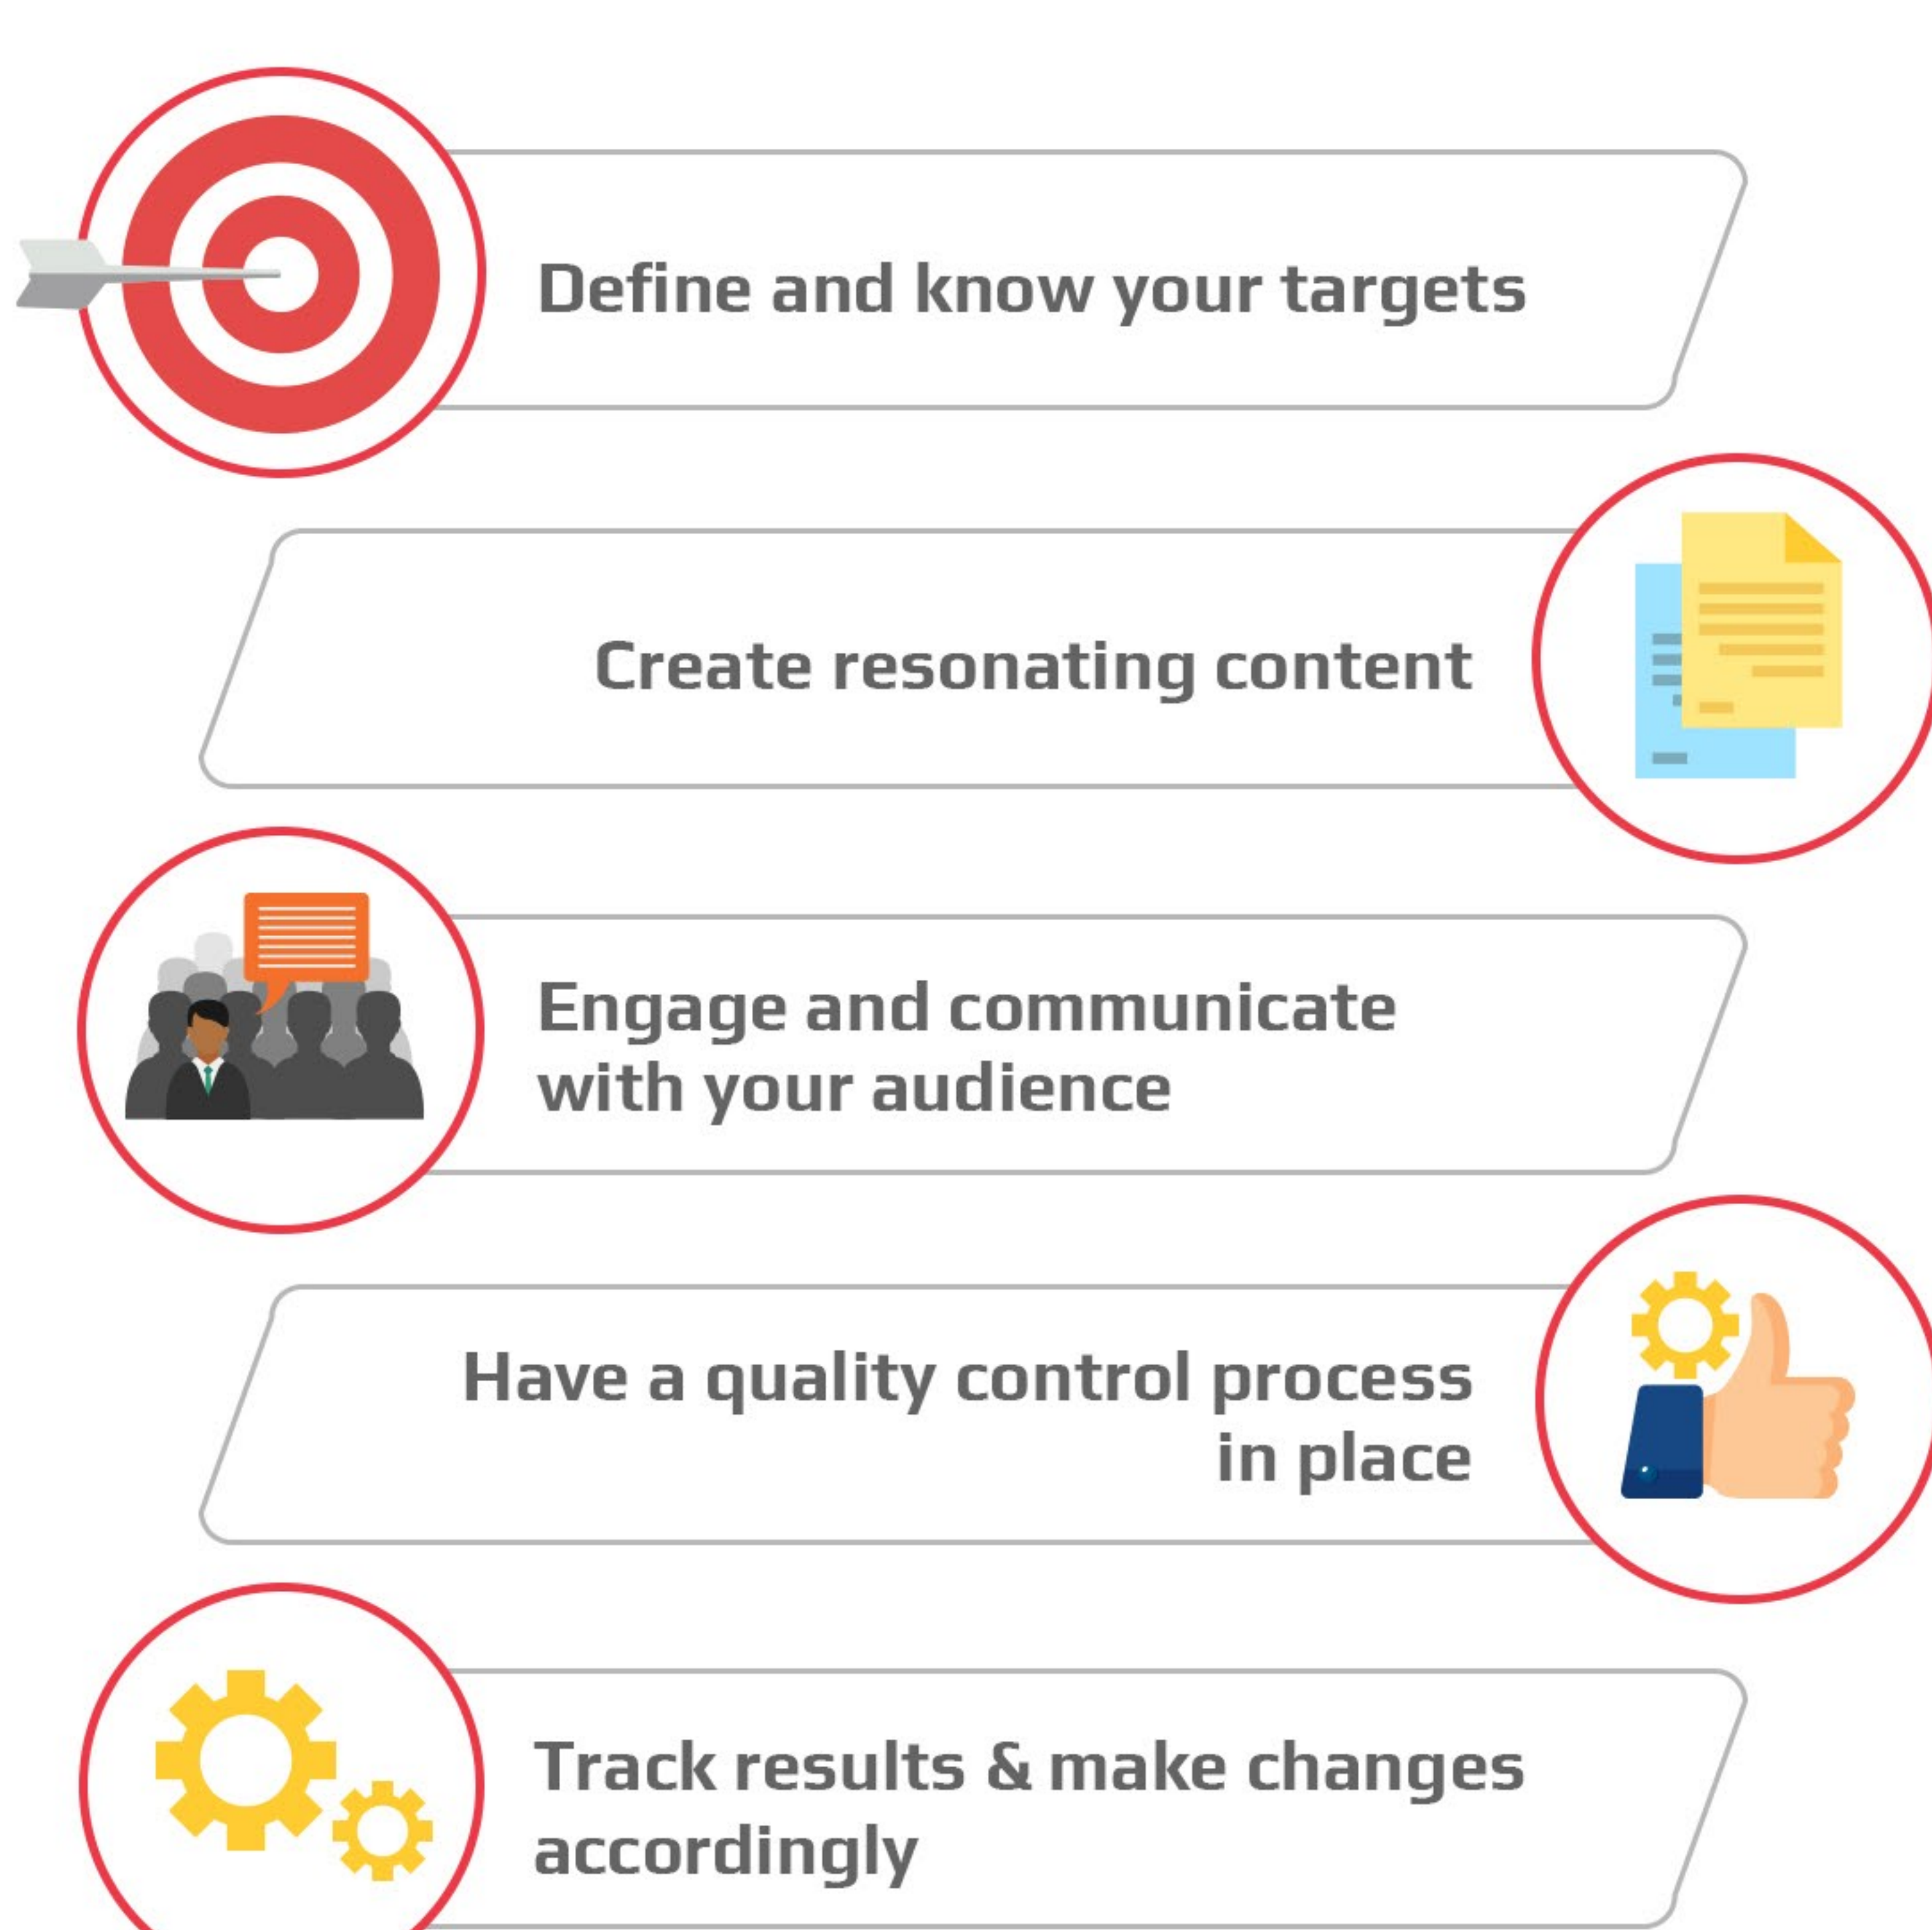 Define and know your targets
Create resonating content
Engage and communicate
with your audience
Have a quality control process
in place
Track results & make changes
accordingly